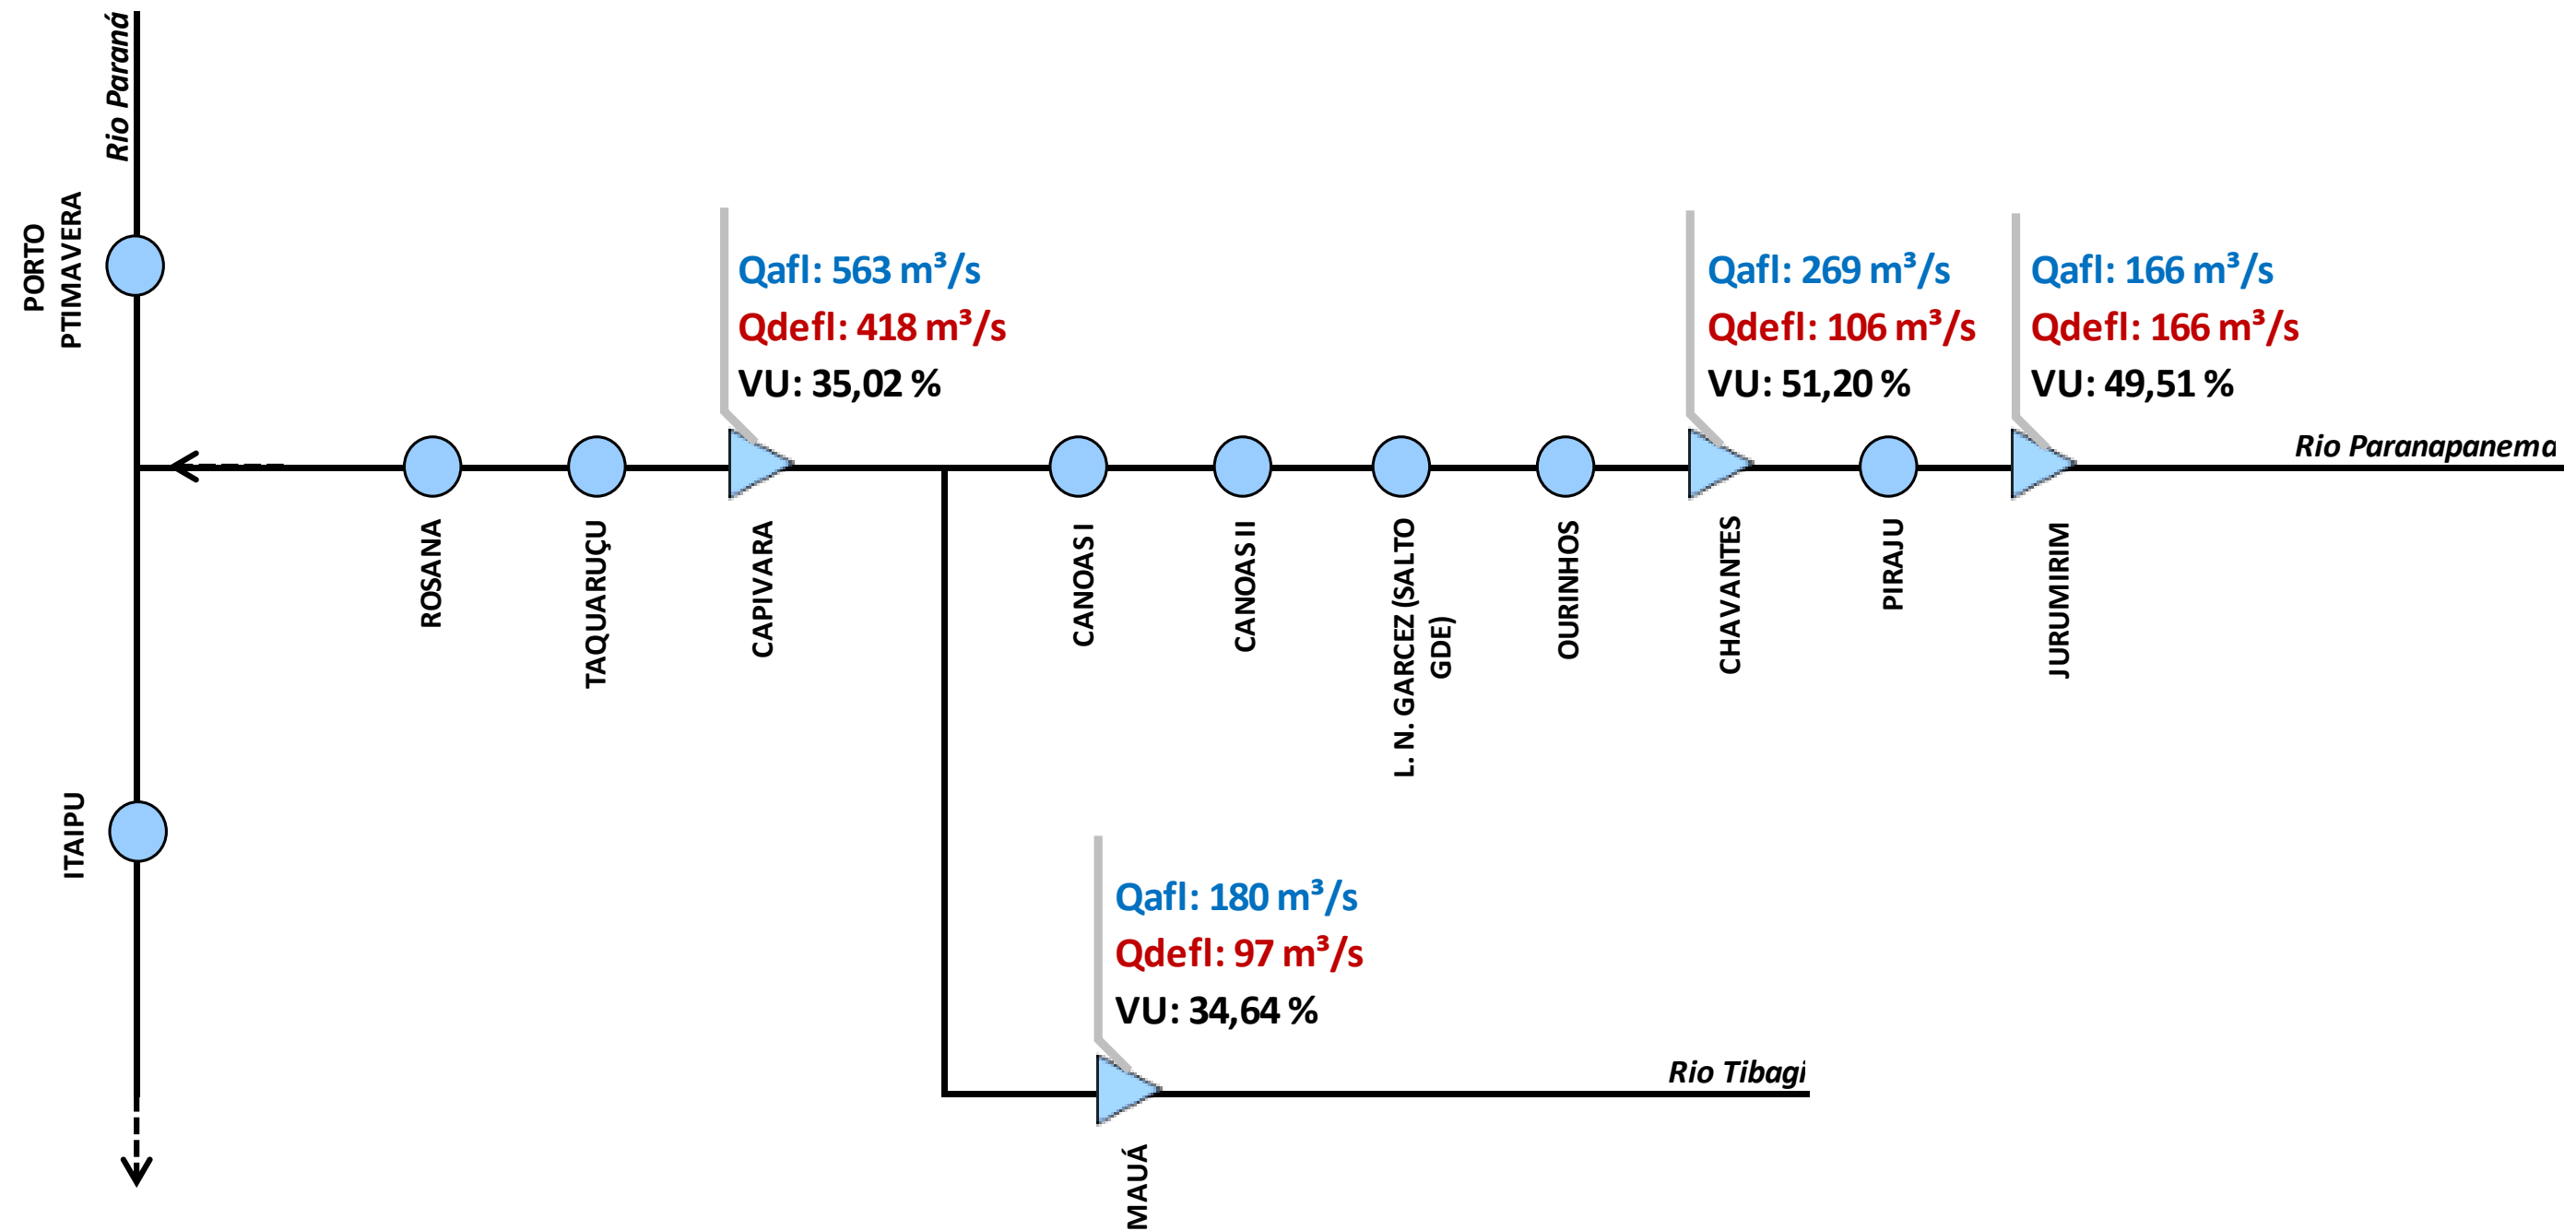 Rio Paraná
PORTO
PTIMAVERA
Qafl: 563 m³/s
Qdefl: 418 m³/s
VU: 35,02 %
Qafl: 269 m³/s
Qdefl: 106 m³/s
VU: 51,20 %
Qafl: 166 m³/s
Qdefl: 166 m³/s
VU: 49,51 %
Rio Paranapanema
ROSANA
TAQUARUÇU
CAPIVARA
CANOAS I
CANOAS II
L. N. GARCEZ (SALTO
GDE)
OURINHOS
CHAVANTES
PIRAJU
JURUMIRIM
ITAIPU
Qafl: 180 m³/s
Qdefl: 97 m³/s
VU: 34,64 %
Rio Tibagi
MAUÁ